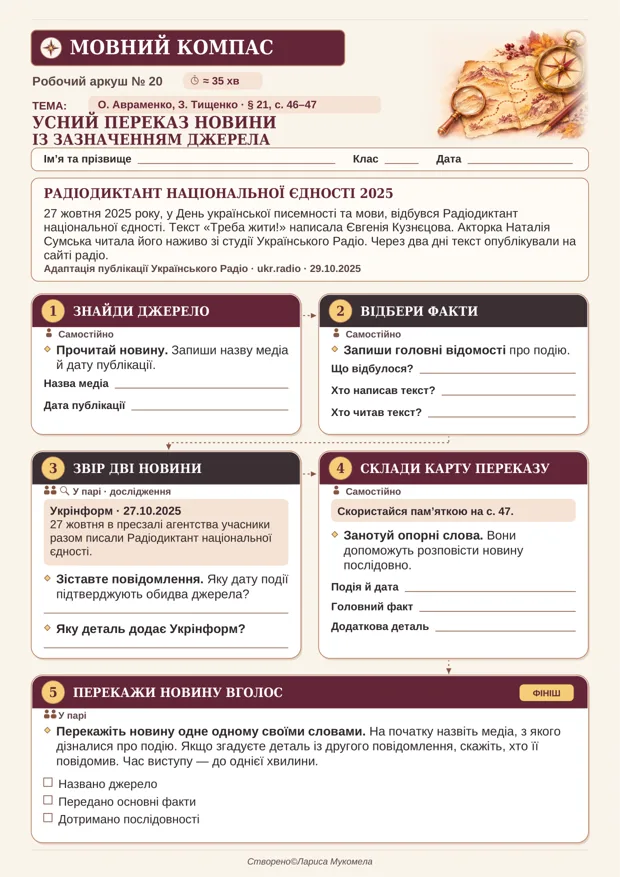 МОВНИЙ КОМПАС
Робочий аркуш № 20
≈ 35 хв
ТЕМА:
О. Авраменко, З. Тищенко · § 21, с. 46–47
УСНИЙ ПЕРЕКАЗ НОВИНИ
ІЗ ЗАЗНАЧЕННЯМ ДЖЕРЕЛА
Ім’я та прізвище
Клас
Дата
РАДІОДИКТАНТ НАЦІОНАЛЬНОЇ ЄДНОСТІ 2025
27 жовтня 2025 року, у День української писемності та мови, відбувся Радіодиктант
національної єдності. Текст «Треба жити!» написала Євгенія Кузнєцова. Акторка Наталія
Сумська читала його наживо зі студії Українського Радіо. Через два дні текст опублікували на
сайті радіо.
Адаптація публікації Українського Радіо · ukr.radio · 29.10.2025
1 ЗНАЙДИ ДЖЕРЕЛО
Самостійно
Прочитай новину. Запиши назву медіа
й дату публікації.
Назва медіа
Дата публікації
2 ВІДБЕРИ ФАКТИ
Самостійно
Запиши головні відомості про подію.
Що відбулося?
Хто написав текст?
Хто читав текст?
3 ЗВІР ДВІ НОВИНИ
У парі · дослідження
Укрінформ · 27.10.2025
27 жовтня в пресзалі агентства учасники
разом писали Радіодиктант національної
єдності.
Зіставте повідомлення. Яку дату події
підтверджують обидва джерела?
Яку деталь додає Укрінформ?
4 СКЛАДИ КАРТУ ПЕРЕКАЗУ
Самостійно
Скористайся пам’яткою на с. 47.
Занотуй опорні слова. Вони
допоможуть розповісти новину
послідовно.
Подія й дата
Головний факт
Додаткова деталь
5 ПЕРЕКАЖИ НОВИНУ ВГОЛОС
ФІНІШ
У парі
Перекажіть новину одне одному своїми словами. На початку назвіть медіа, з якого
дізналися про подію. Якщо згадуєте деталь із другого повідомлення, скажіть, хто її
повідомив. Час виступу — до однієї хвилини.
Названо джерело
Передано основні факти
Дотримано послідовності
Створено©Лариса Мукомела